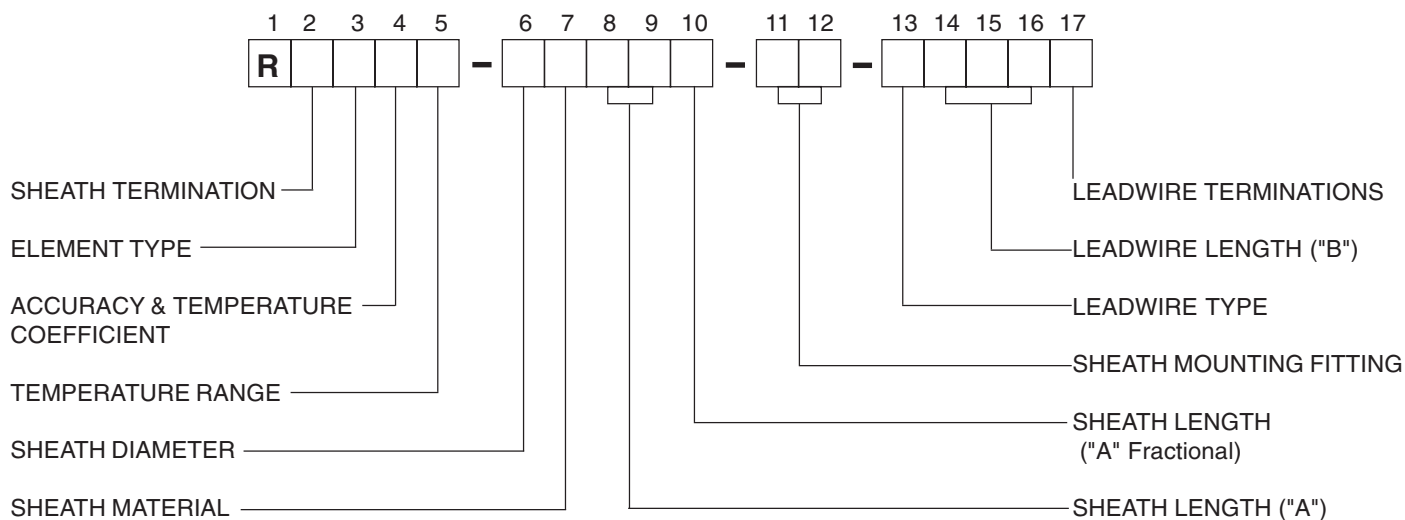 1 2 3 4 5 6 7 8 9 10 11 12 13 14 15 16 17
R - - -
SHEATH TERMINATION
ELEMENT TYPE
ACCURACY & TEMPERATURE
COEFFICIENT
TEMPERATURE RANGE
SHEATH DIAMETER
SHEATH MATERIAL
LEADWIRE TERMINATIONS
LEADWIRE LENGTH ("B")
LEADWIRE TYPE
SHEATH MOUNTING FITTING
SHEATH LENGTH
("A" Fractional)
SHEATH LENGTH ("A")